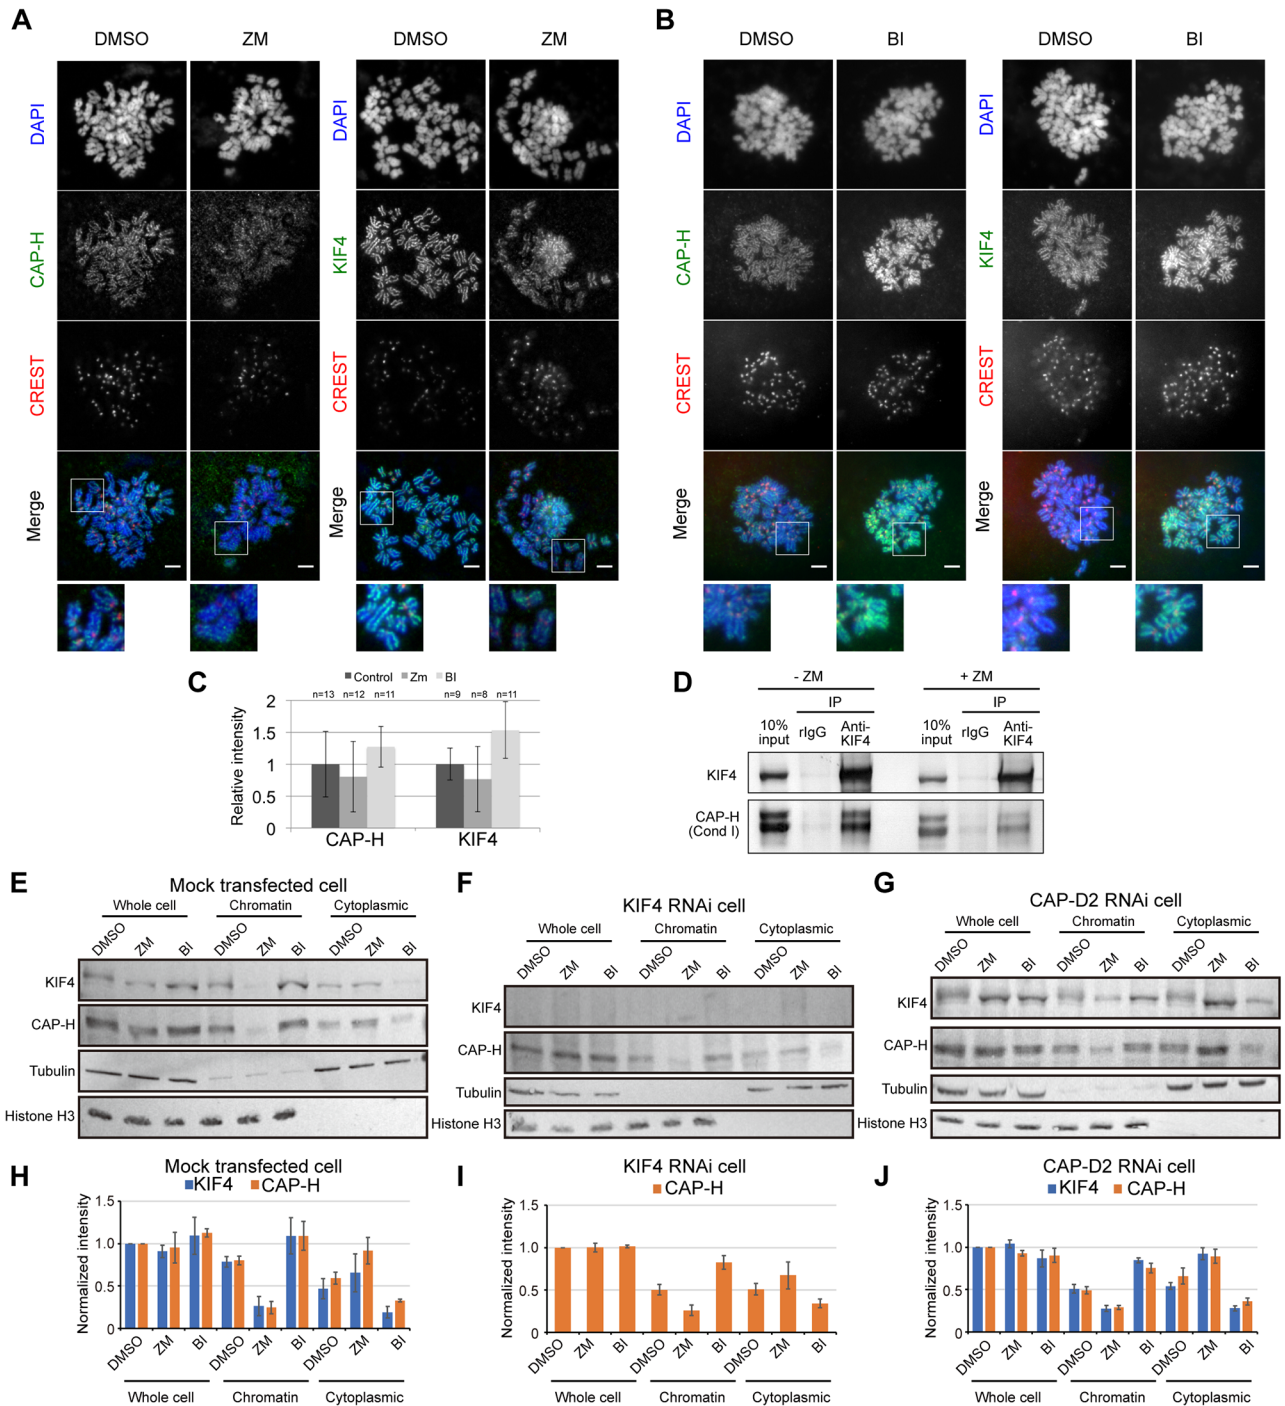 A
B
DMSO ZM DMSO ZM
DMSO BI DMSO BI
DAPI DAPI DAPI DAPI
CAP-H KIF4 CAP-H KIF4
CREST CREST CREST CREST
Merge Merge Merge Merge
C
Control Zm BI
n=13 n=12 n=11 n=9 n=8 n=11
Relative intensity
2
1.5
1
0.5
0
CAP-H KIF4
D
- ZM + ZM
IP IP
10% input rIgG Anti-KIF4 10% input rIgG Anti-KIF4
KIF4
CAP-H
(Cond I)
E
Mock transfected cell
Whole cell Chromatin Cytoplasmic
DMSO ZM BI DMSO ZM BI DMSO ZM BI
KIF4
CAP-H
Tubulin
Histone H3
F
KIF4 RNAi cell
Whole cell Chromatin Cytoplasmic
DMSO ZM BI DMSO ZM BI DMSO ZM BI
KIF4
CAP-H
Tubulin
Histone H3
G
CAP-D2 RNAi cell
Whole cell Chromatin Cytoplasmic
DMSO ZM BI DMSO ZM BI DMSO ZM BI
KIF4
CAP-H
Tubulin
Histone H3
H
Mock transfected cell
KIF4 CAP-H
Normalized intensity
1.5
1.0
0.5
0
DMSO ZM BI DMSO ZM BI DMSO ZM BI
Whole cell Chromatin Cytoplasmic
I
KIF4 RNAi cell
CAP-H
Normalized intensity
1.5
1.0
0.5
0
DMSO ZM BI DMSO ZM BI DMSO ZM BI
Whole cell Chromatin Cytoplasmic
J
CAP-D2 RNAi cell
KIF4 CAP-H
Normalized intensity
1.5
1.0
0.5
0
DMSO ZM BI DMSO ZM BI DMSO ZM BI
Whole cell Chromatin Cytoplasmic